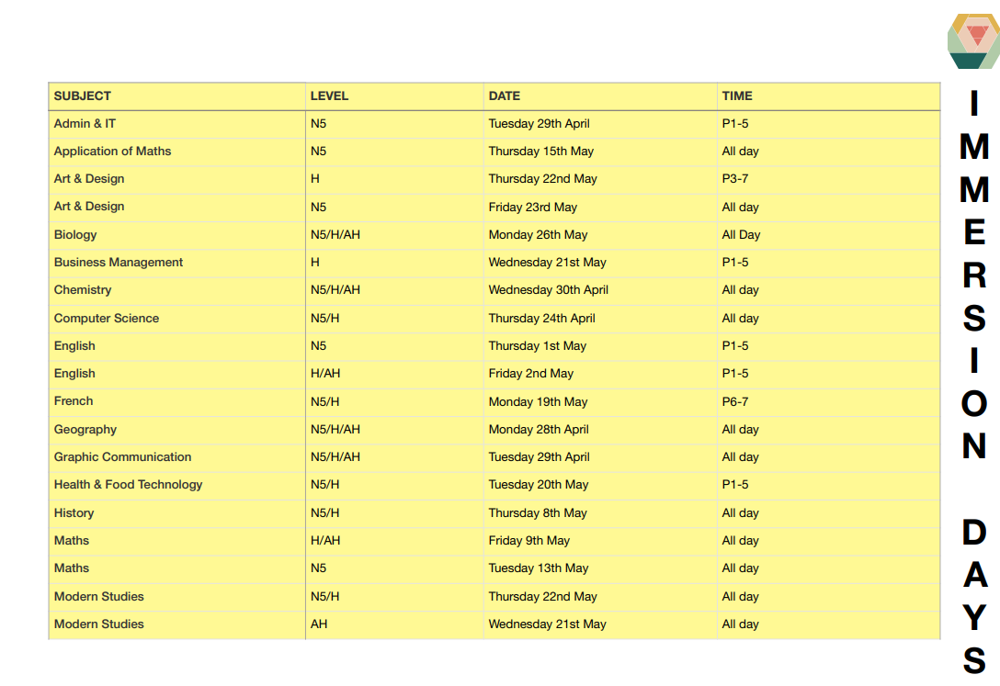 SUBJECT LEVEL DATE TIME
Admin & IT N5 Tuesday 29th April P1-5
Application of Maths N5 Thursday 15th May All day
Art & Design H Thursday 22nd May P3-7
Art & Design N5 Friday 23rd May All day
Biology N5/H/AH Monday 26th May All Day
Business Management H Wednesday 21st May P1-5
Chemistry N5/H/AH Wednesday 30th April All day
Computer Science N5/H Thursday 24th April All day
English N5 Thursday 1st May P1-5
English H/AH Friday 2nd May P1-5
French N5/H Monday 19th May P6-7
Geography N5/H/AH Monday 28th April All day
Graphic Communication N5/H/AH Tuesday 29th April All day
Health & Food Technology N5/H Tuesday 20th May P1-5
History N5/H Thursday 8th May All day
Maths H/AH Friday 9th May All day
Maths N5 Tuesday 13th May All day
Modern Studies N5/H Thursday 22nd May All day
Modern Studies AH Wednesday 21st May All day
IMMERSION DAYS